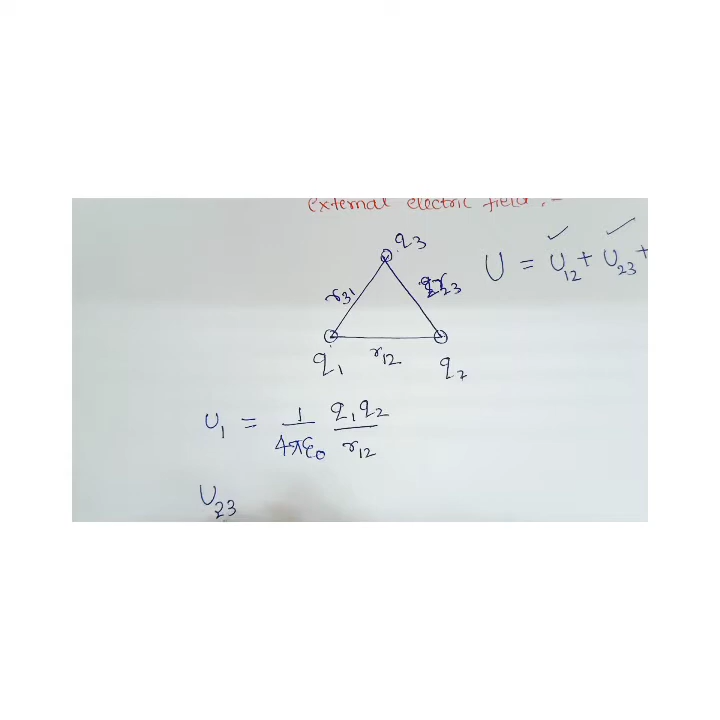 external electric field :-
q3
U = U12 + U23 +
r31
r23
q1
r12
q2
U1 = 1/4πε0 q1q2/r12
U23